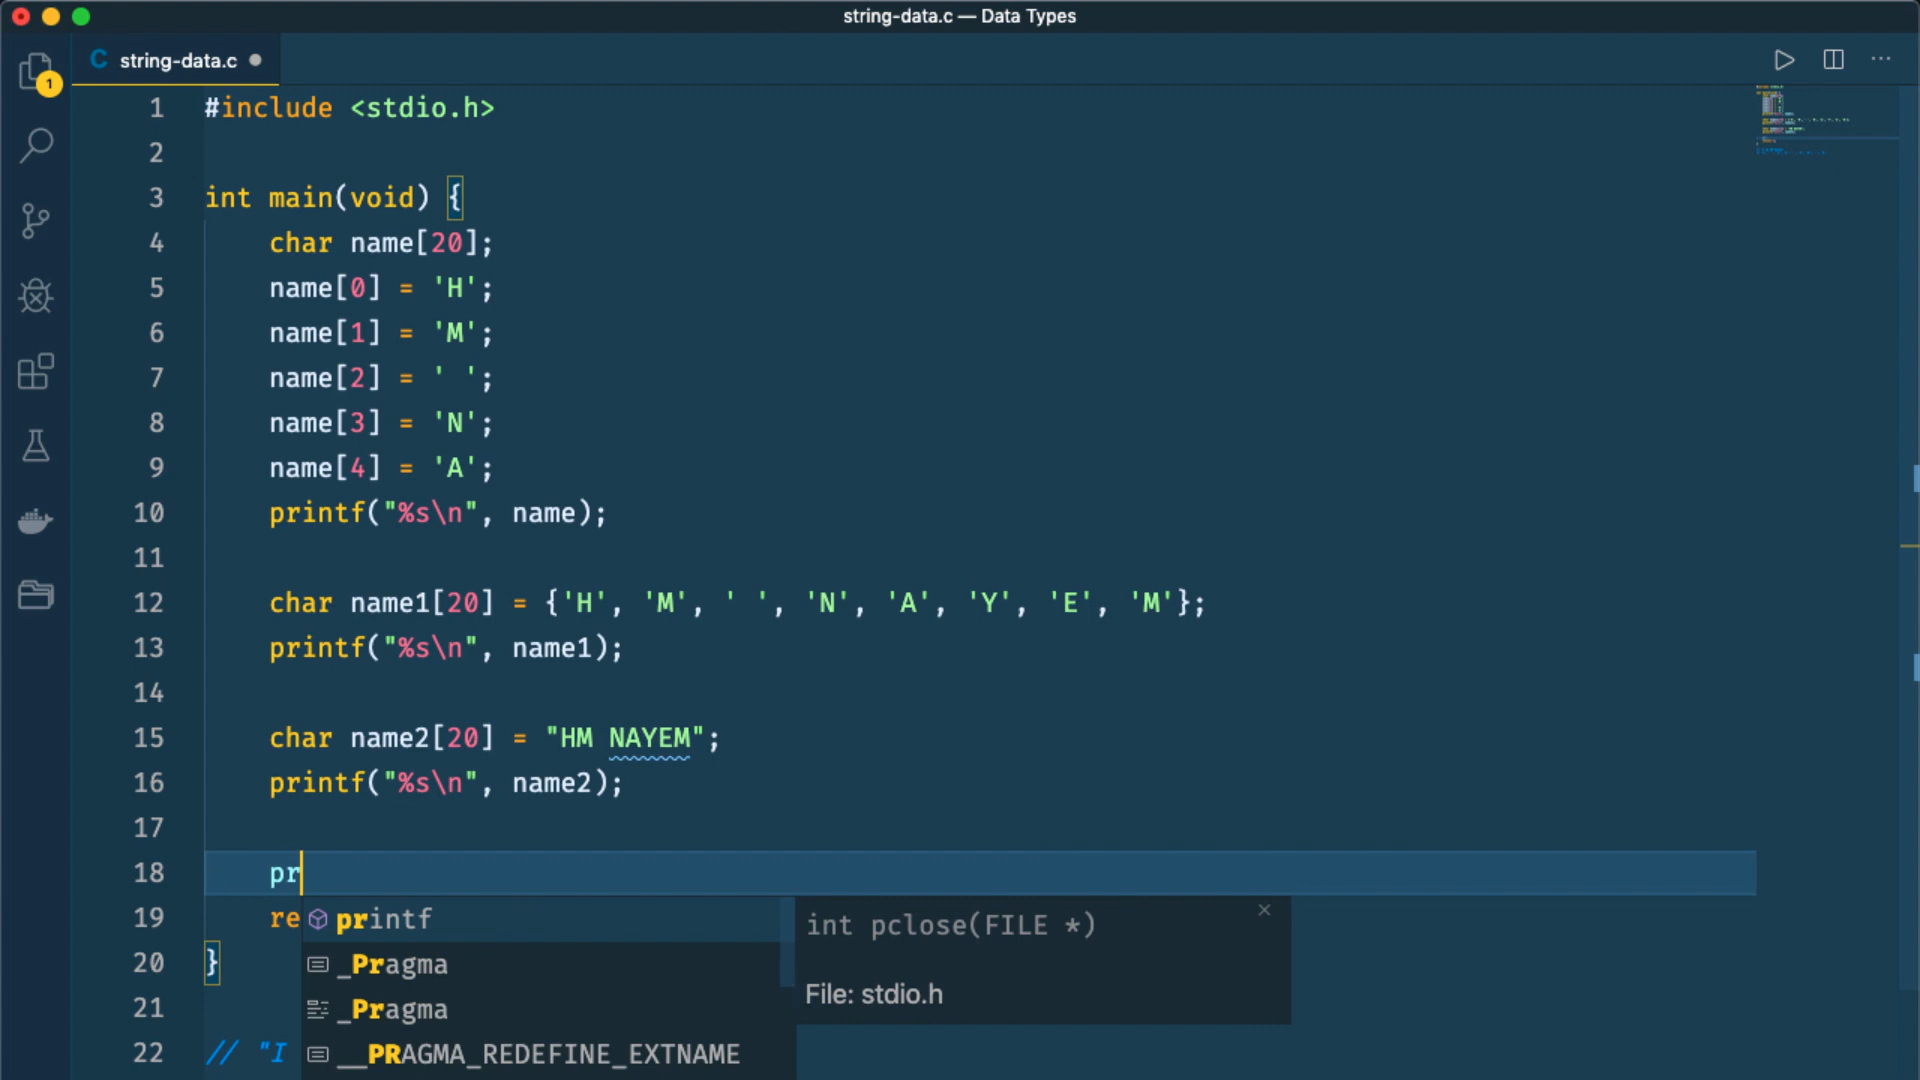 string-data.c — Data Types
1
C string-data.c
1 #include <stdio.h>
2
3 int main(void) {
4 char name[20];
5 name[0] = 'H';
6 name[1] = 'M';
7 name[2] = ' ';
8 name[3] = 'N';
9 name[4] = 'A';
10 printf("%s\n", name);
11
12 char name1[20] = {'H', 'M', ' ', 'N', 'A', 'Y', 'E', 'M'};
13 printf("%s\n", name1);
14
15 char name2[20] = "HM NAYEM";
16 printf("%s\n", name2);
17
18 pr
19 re
printf
int pclose(FILE *)
20 }
_Pragma
File: stdio.h
21
_Pragma
22 // "I
__PRAGMA_REDEFINE_EXTNAME